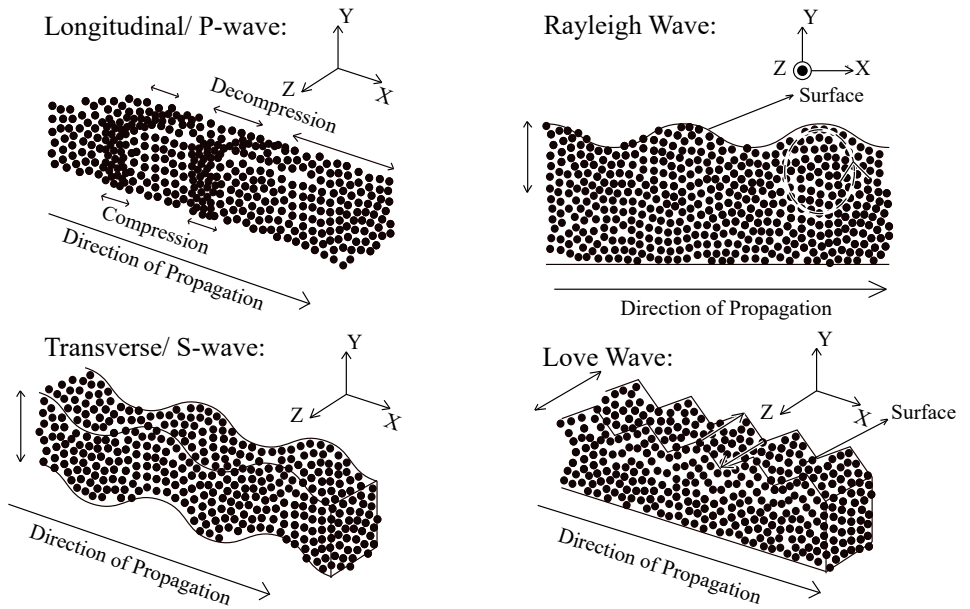 Longitudinal/ P-wave:
Y
Z
X
Decompression
Compression
Direction of Propagation
Rayleigh Wave:
Y
Z
X
Surface
Direction of Propagation
Transverse/ S-wave:
Y
Z
X
Direction of Propagation
Love Wave:
Y
Z
X
Surface
Direction of Propagation